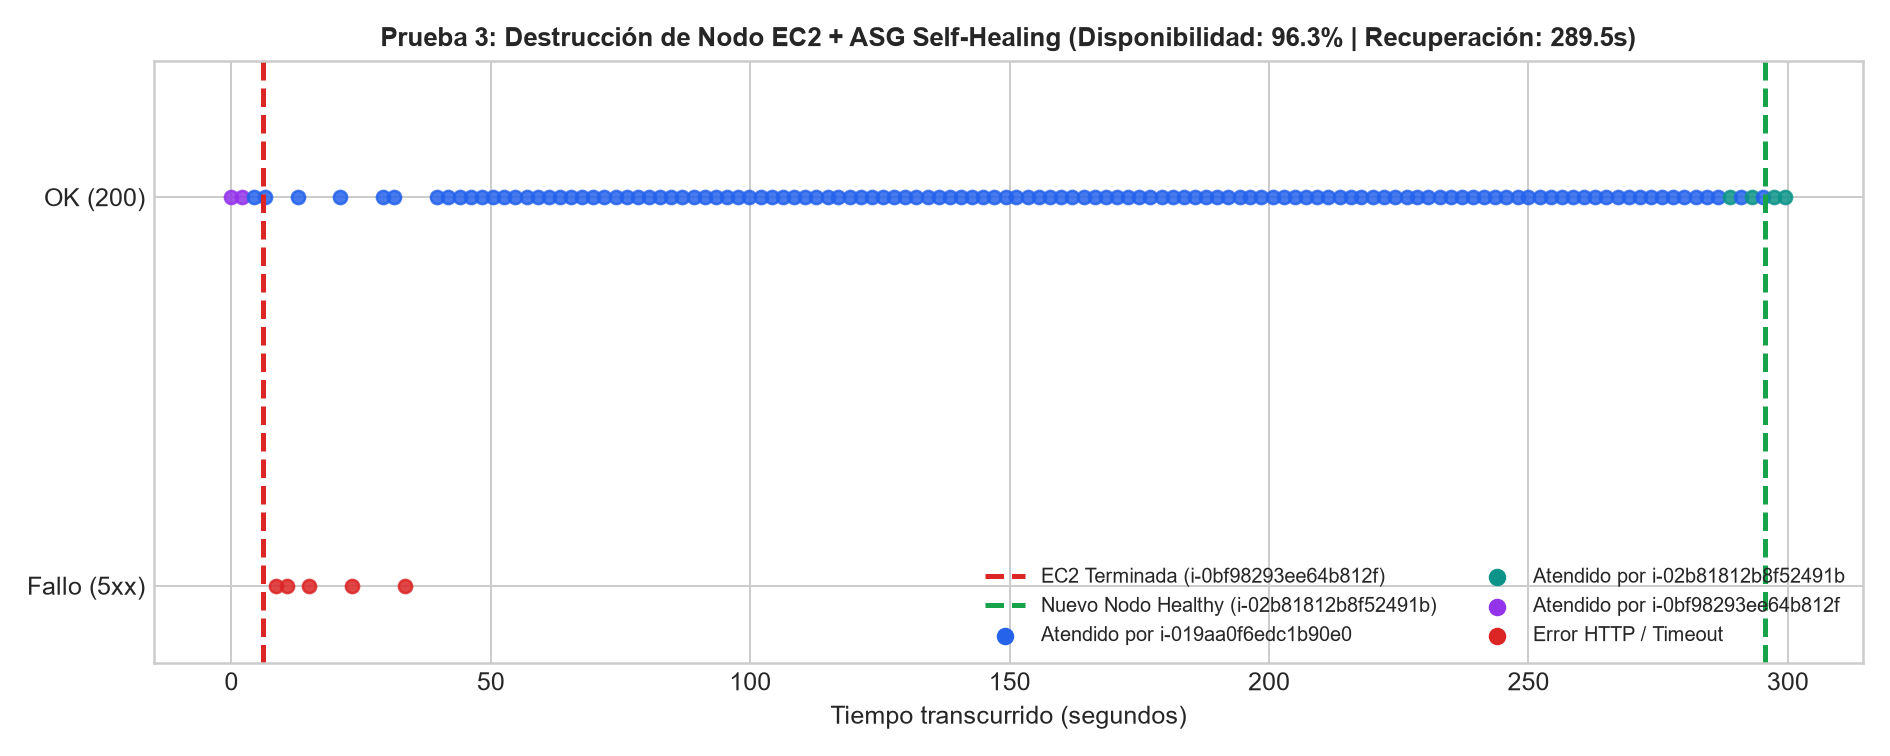 Prueba 3: Destrucción de Nodo EC2 + ASG Self-Healing (Disponibilidad: 96.3% | Recuperación: 289.5s)
OK (200)
Fallo (5xx)
EC2 Terminada (i-0bf98293ee64b812f)
Nuevo Nodo Healthy (i-02b81812b8f52491b)
Atendido por i-019aa0f6edc1b90e0
Atendido por i-02b81812b8f52491b
Atendido por i-0bf98293ee64b812f
Error HTTP / Timeout
0 50 100 150 200 250 300
Tiempo transcurrido (segundos)